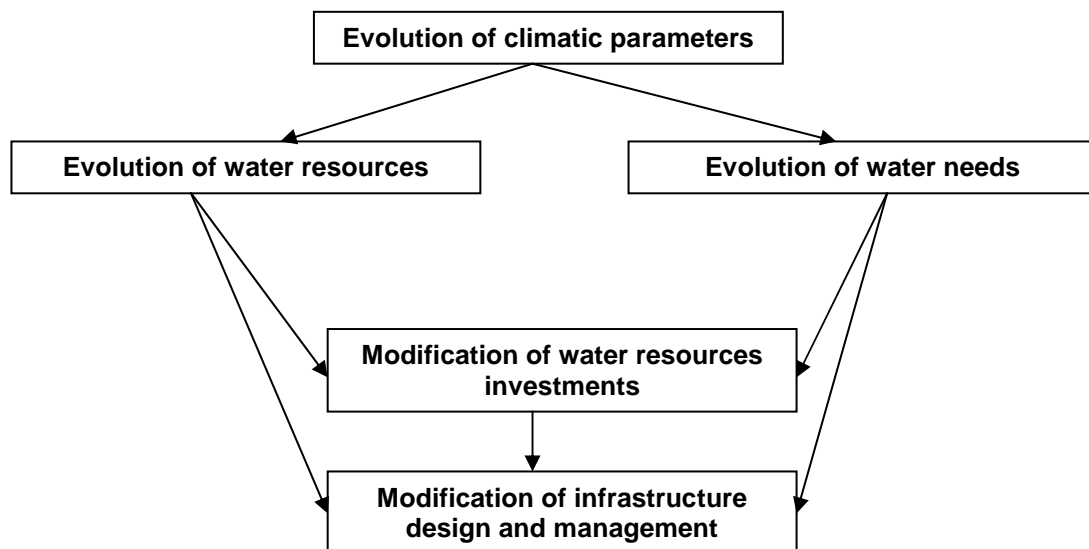 Evolution of climatic parameters
Evolution of water resources
Evolution of water needs
Modification of water resources
investments
Modification of infrastructure
design and management